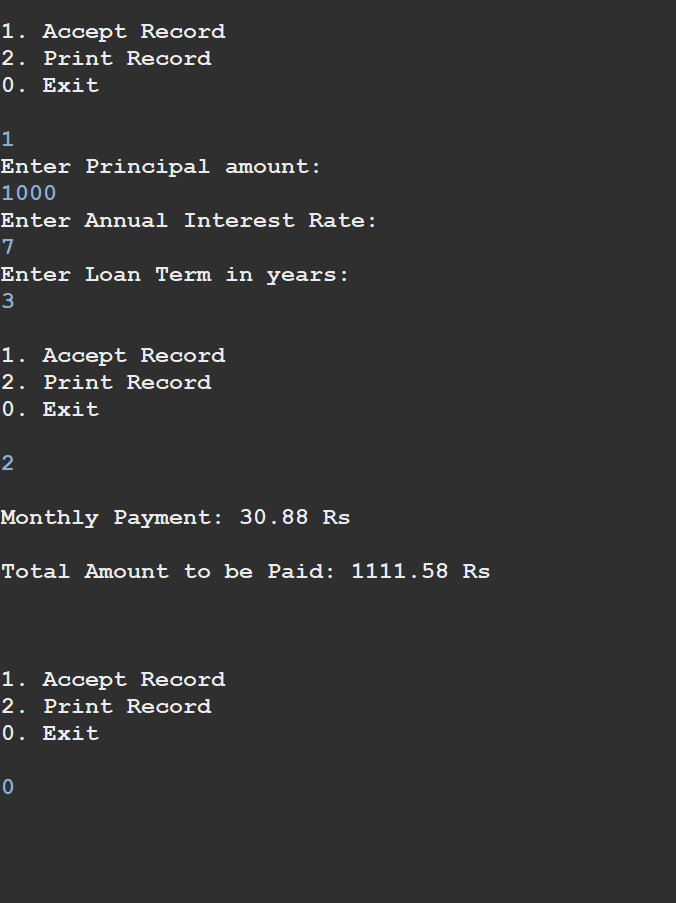 1. Accept Record
2. Print Record
0. Exit
1
Enter Principal amount:
1000
Enter Annual Interest Rate:
7
Enter Loan Term in years:
3
1. Accept Record
2. Print Record
0. Exit
2
Monthly Payment: 30.88 Rs
Total Amount to be Paid: 1111.58 Rs
1. Accept Record
2. Print Record
0. Exit
0